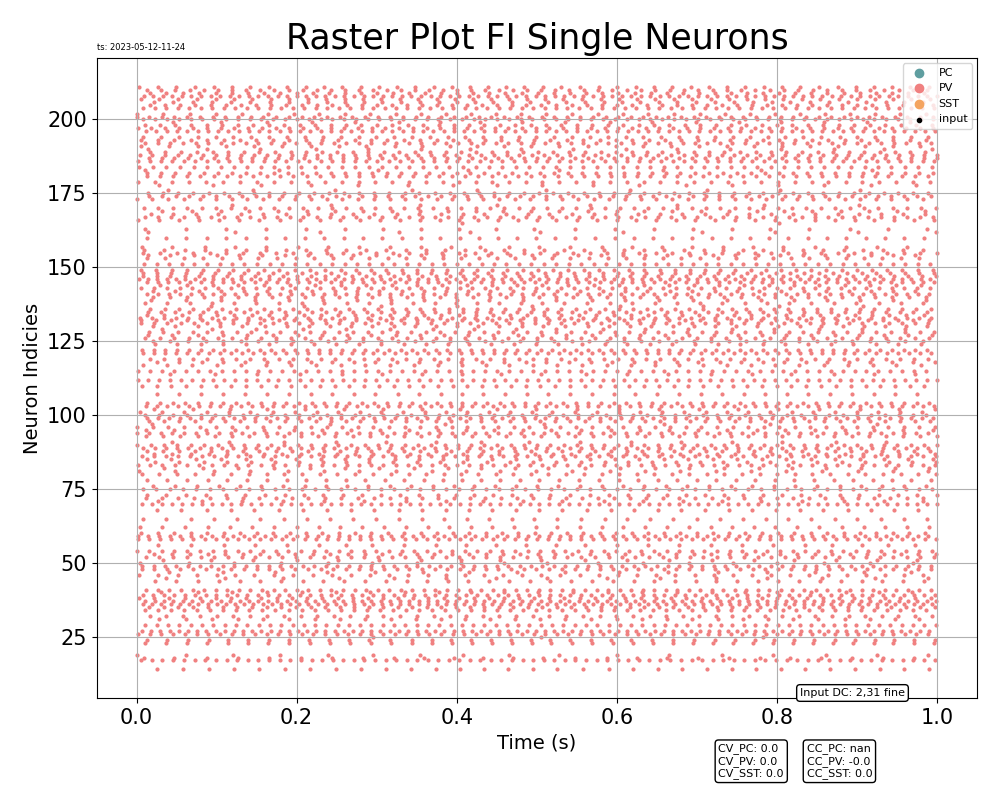 Raster Plot FI Single Neurons
ts: 2023-05-12-11-24
PC
PV
SST
input
200
175
150
125
100
75
50
25
Neuron Indicies
0.0 0.2 0.4 0.6 0.8 1.0
Time (s)
Input DC: 2,31 fine
CV_PC: 0.0
CV_PV: 0.0
CV_SST: 0.0
CC_PC: nan
CC_PV: -0.0
CC_SST: 0.0